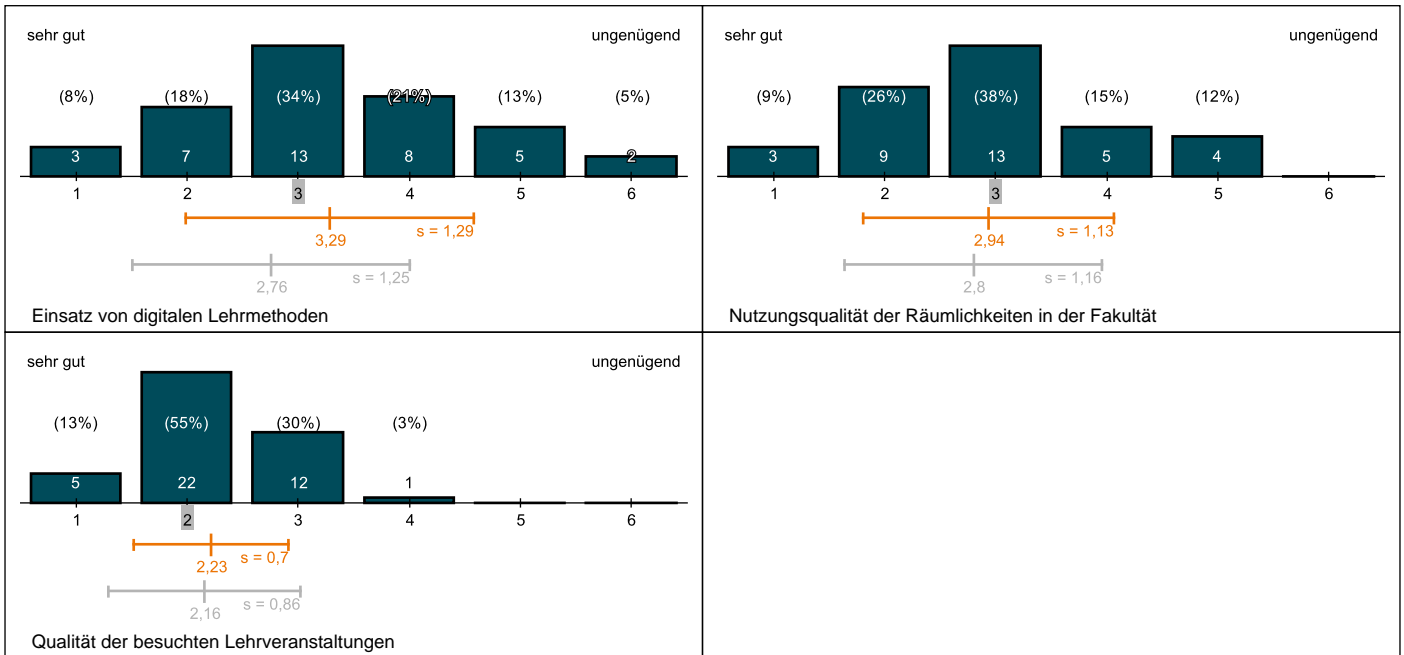 sehr gut ungenügend
(8%) (18%) (34%) (21%) (13%) (5%)
3 7 13 8 5 2
1 2 3 4 5 6
s = 1,29
3,29
s = 1,25
2,76
Einsatz von digitalen Lehrmethoden
sehr gut ungenügend
(9%) (26%) (38%) (15%) (12%)
3 9 13 5 4
1 2 3 4 5 6
s = 1,13
2,94
s = 1,16
2,8
Nutzungsqualität der Räumlichkeiten in der Fakultät
sehr gut ungenügend
(13%) (55%) (30%) (3%)
5 22 12 1
1 2 3 4 5 6
s = 0,7
2,23
s = 0,86
2,16
Qualität der besuchten Lehrveranstaltungen